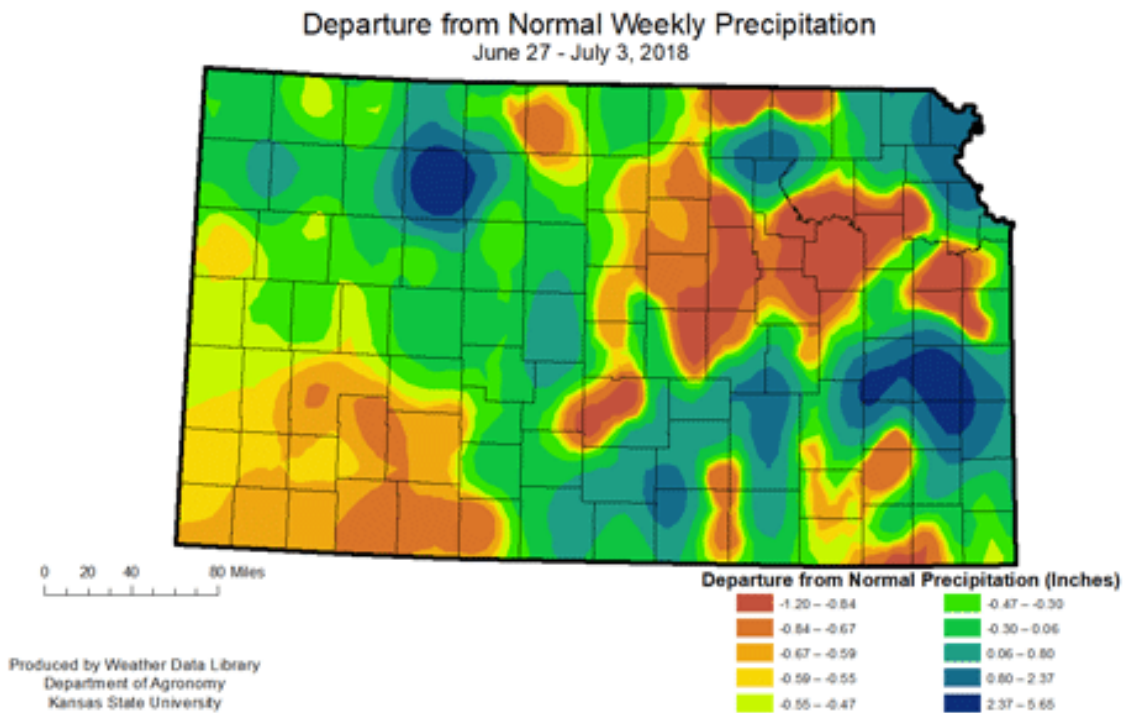 Departure from Normal Weekly Precipitation
June 27 - July 3, 2018
0 20 40 80 Miles
Departure from Normal Precipitation (Inches)
-1.20 – -0.84
-0.84 – -0.67
-0.67 – -0.59
-0.59 – -0.55
-0.55 – -0.47
-0.47 – -0.30
-0.30 – 0.06
0.06 – 0.80
0.80 – 2.37
2.37 – 5.65
Produced by Weather Data Library
Department of Agronomy
Kansas State University